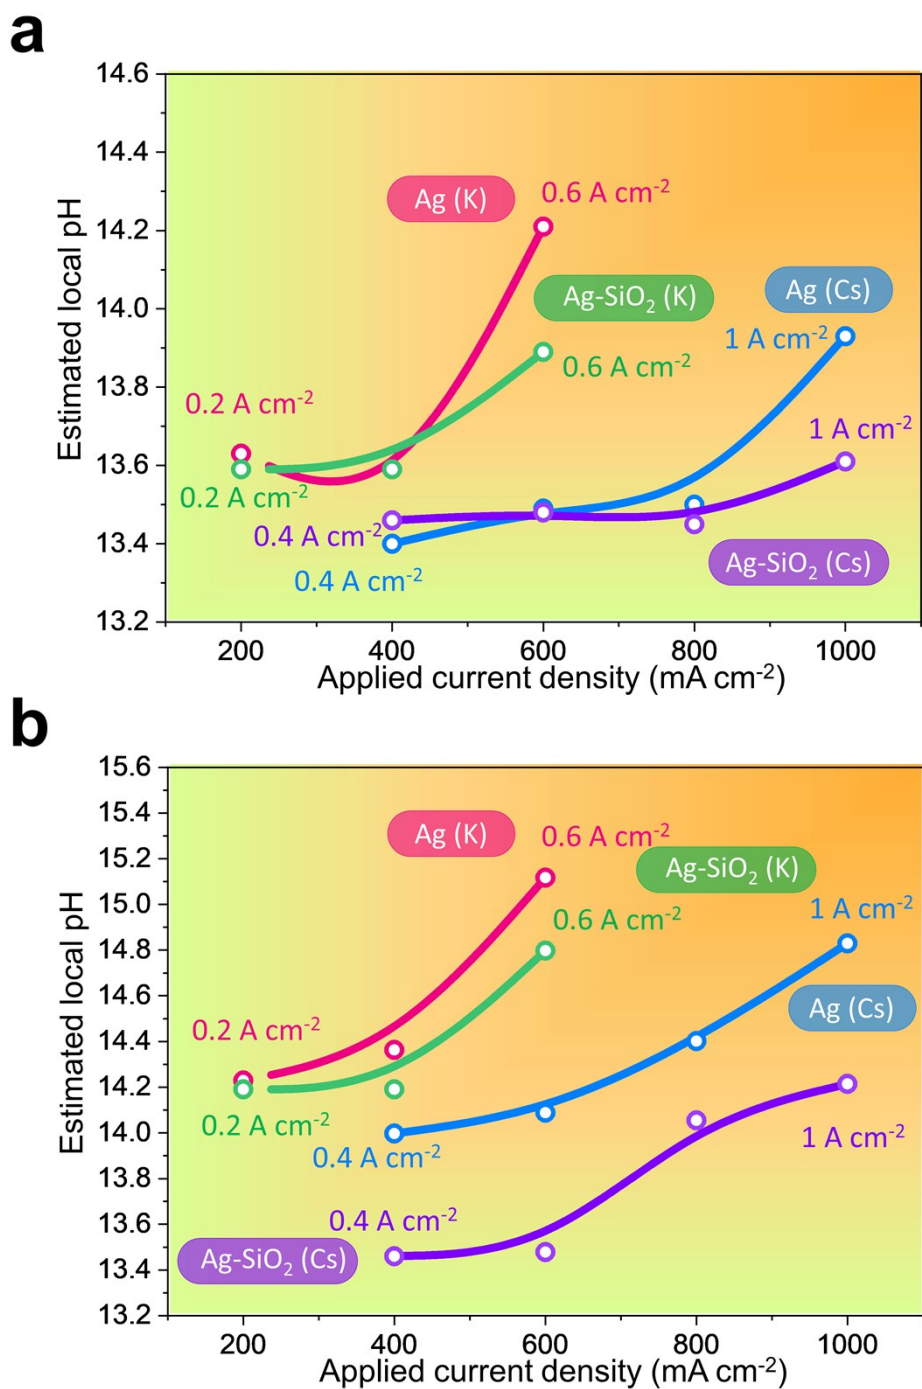 a
14.6
14.4
14.2
14.0
13.8
13.6
13.4
13.2
Estimated local pH
Ag (K)
0.6 A cm⁻²
Ag-SiO₂ (K)
Ag (Cs)
1 A cm⁻²
0.6 A cm⁻²
0.2 A cm⁻²
1 A cm⁻²
0.2 A cm⁻²
0.4 A cm⁻²
Ag-SiO₂ (Cs)
0.4 A cm⁻²
200 400 600 800 1000
Applied current density (mA cm⁻²)
b
15.6
15.4
15.2
15.0
14.8
14.6
14.4
14.2
14.0
13.8
13.6
13.4
13.2
Estimated local pH
Ag (K)
0.6 A cm⁻²
Ag-SiO₂ (K)
0.6 A cm⁻²
1 A cm⁻²
Ag (Cs)
0.2 A cm⁻²
0.2 A cm⁻²
0.4 A cm⁻²
1 A cm⁻²
0.4 A cm⁻²
Ag-SiO₂ (Cs)
200 400 600 800 1000
Applied current density (mA cm⁻²)